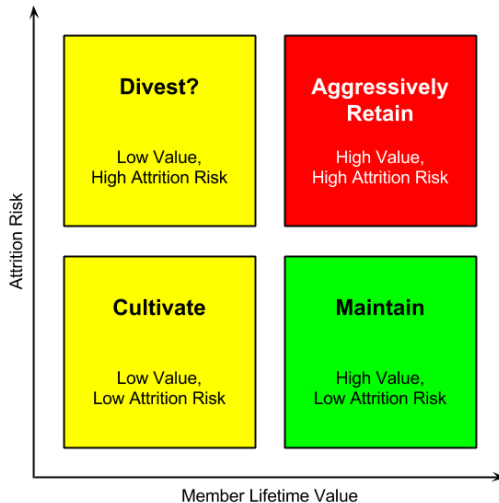 Divest?
Low Value,
High Attrition Risk
Aggressively
Retain
High Value,
High Attrition Risk
Attrition Risk
Cultivate
Low Value,
Low Attrition Risk
Maintain
High Value,
Low Attrition Risk
Member Lifetime Value